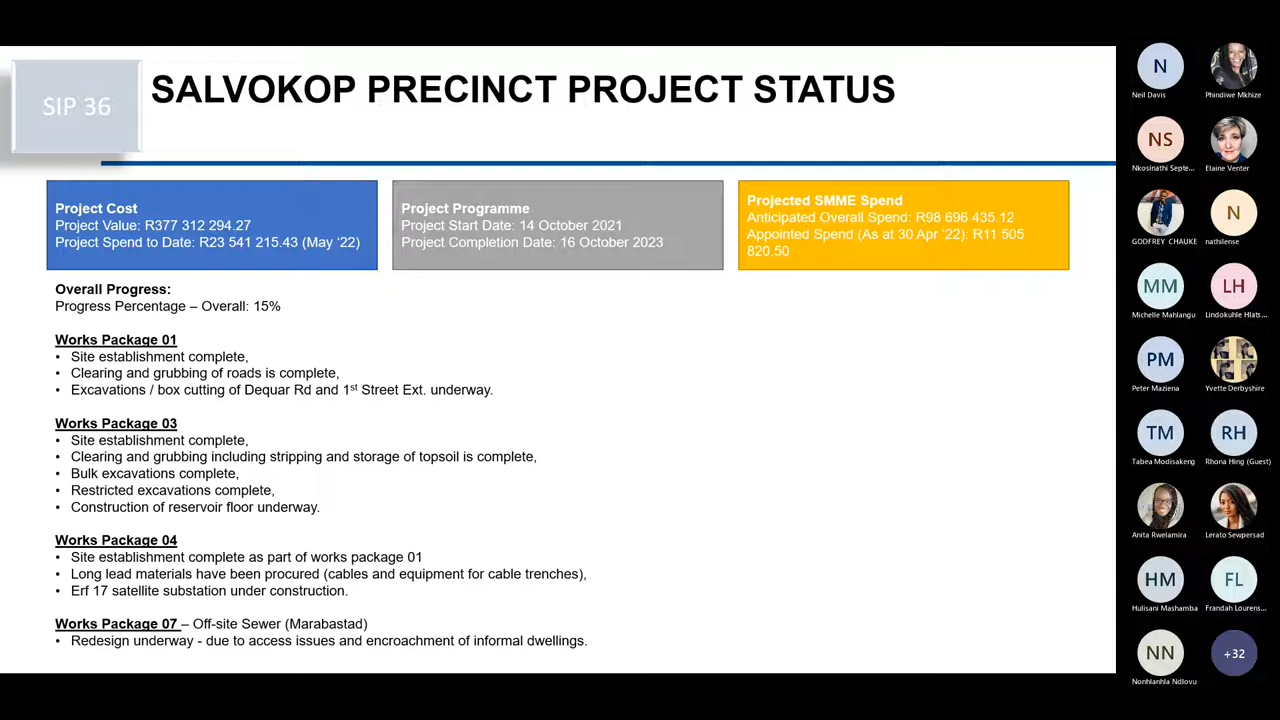 SIP 36
SALVOKOP PRECINCT PROJECT STATUS
Project Cost
Project Value: R377 312 294.27
Project Spend to Date: R23 541 215.43 (May ‘22)
Project Programme
Project Start Date: 14 October 2021
Project Completion Date: 16 October 2023
Projected SMME Spend
Anticipated Overall Spend: R98 696 435.12
Appointed Spend (As at 30 Apr ‘22): R11 505
820.50
Overall Progress:
Progress Percentage – Overall: 15%
Works Package 01
• Site establishment complete,
• Clearing and grubbing of roads is complete,
• Excavations / box cutting of Dequar Rd and 1st Street Ext. underway.
Works Package 03
• Site establishment complete,
• Clearing and grubbing including stripping and storage of topsoil is complete,
• Bulk excavations complete,
• Restricted excavations complete,
• Construction of reservoir floor underway.
Works Package 04
• Site establishment complete as part of works package 01
• Long lead materials have been procured (cables and equipment for cable trenches),
• Erf 17 satellite substation under construction.
Works Package 07 – Off-site Sewer (Marabastad)
• Redesign underway - due to access issues and encroachment of informal dwellings.
N
Neil Davis
Phindiwe Mkhize
NS
Nkosinathi Septe...
Elaine Venter
GODFREY CHAUKE
N
nathilense
MM
Michelle Mahlangu
LH
Lindokuhle Hlats...
PM
Peter Maziena
Yvette Derbyshire
TM
Tabea Modisakeng
RH
Rhona Hing (Guest)
Anita Rwelamira
Lerato Sewpersad
HM
Hulisani Mashamba
FL
Frandah Lourens...
NN
Nonhlanhla Ndlovu
+32